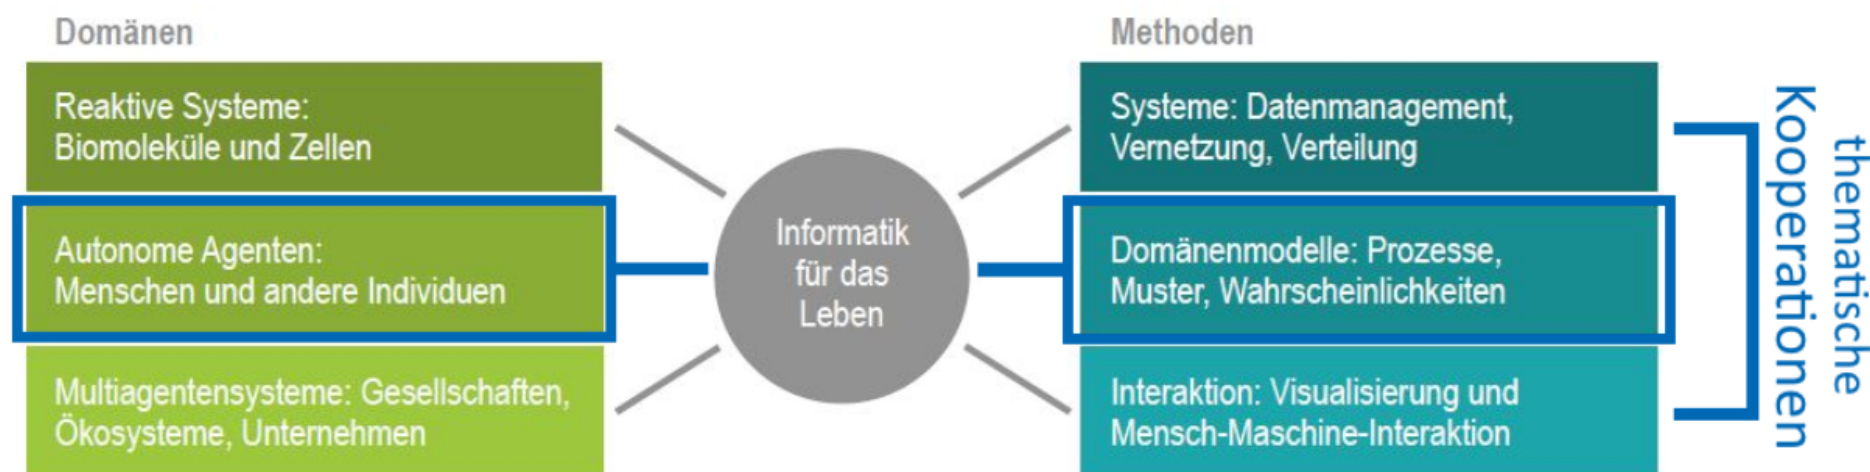 Domänen
Reaktive Systeme:
Biomoleküle und Zellen
Autonome Agenten:
Menschen und andere Individuen
Multiagentensysteme: Gesellschaften,
Ökosysteme, Unternehmen
Informatik
für das
Leben
Methoden
Systeme: Datenmanagement,
Vernetzung, Verteilung
Domänenmodelle: Prozesse,
Muster, Wahrscheinlichkeiten
Interaktion: Visualisierung und
Mensch-Maschine-Interaktion
thematische
Kooperationen